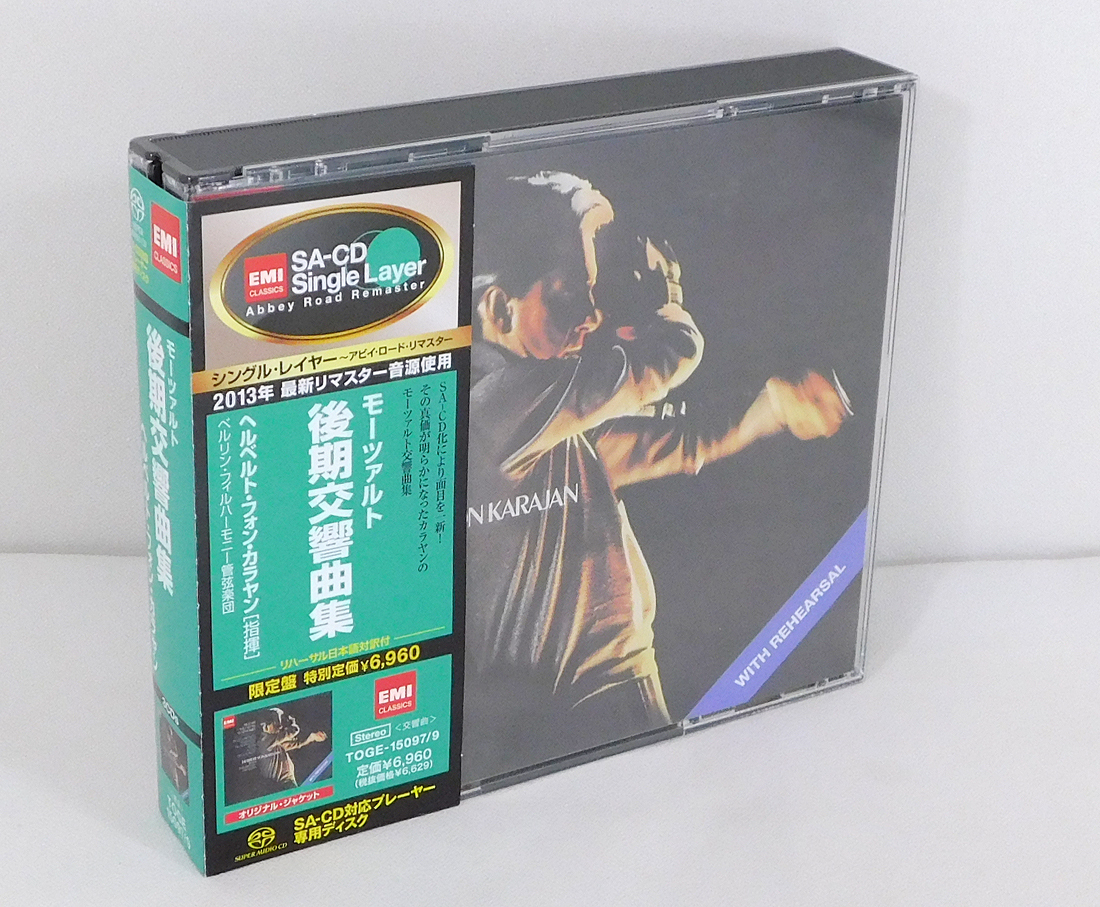 EMI
CLASSICS
モーツァルト
後期交響曲集
EMI
CLASSICS
SA-CD
Single Layer
Abbey Road Remaster
シングル・レイヤー～アビイ・ロード・リマスター
2013年 最新リマスター音源使用
SA-CD化により面目を一新！
その真価が明らかになったカラヤンの
モーツァルト交響曲集
モーツァルト
後期交響曲集
ヘルベルト・フォン・カラヤン［指揮］
ベルリン・フィルハーモニー管弦楽団
リハーサル日本語対訳付
限定盤 特別定価¥6,960
EMI
CLASSICS
Stereo <交響曲>
TOGE-15097/9
定価¥6,960
(税抜価格¥6,629)
オリジナル・ジャケット
SUPER AUDIO CD
SA-CD対応プレーヤー
専用ディスク
ON KARAJAN
WITH REHEARSAL